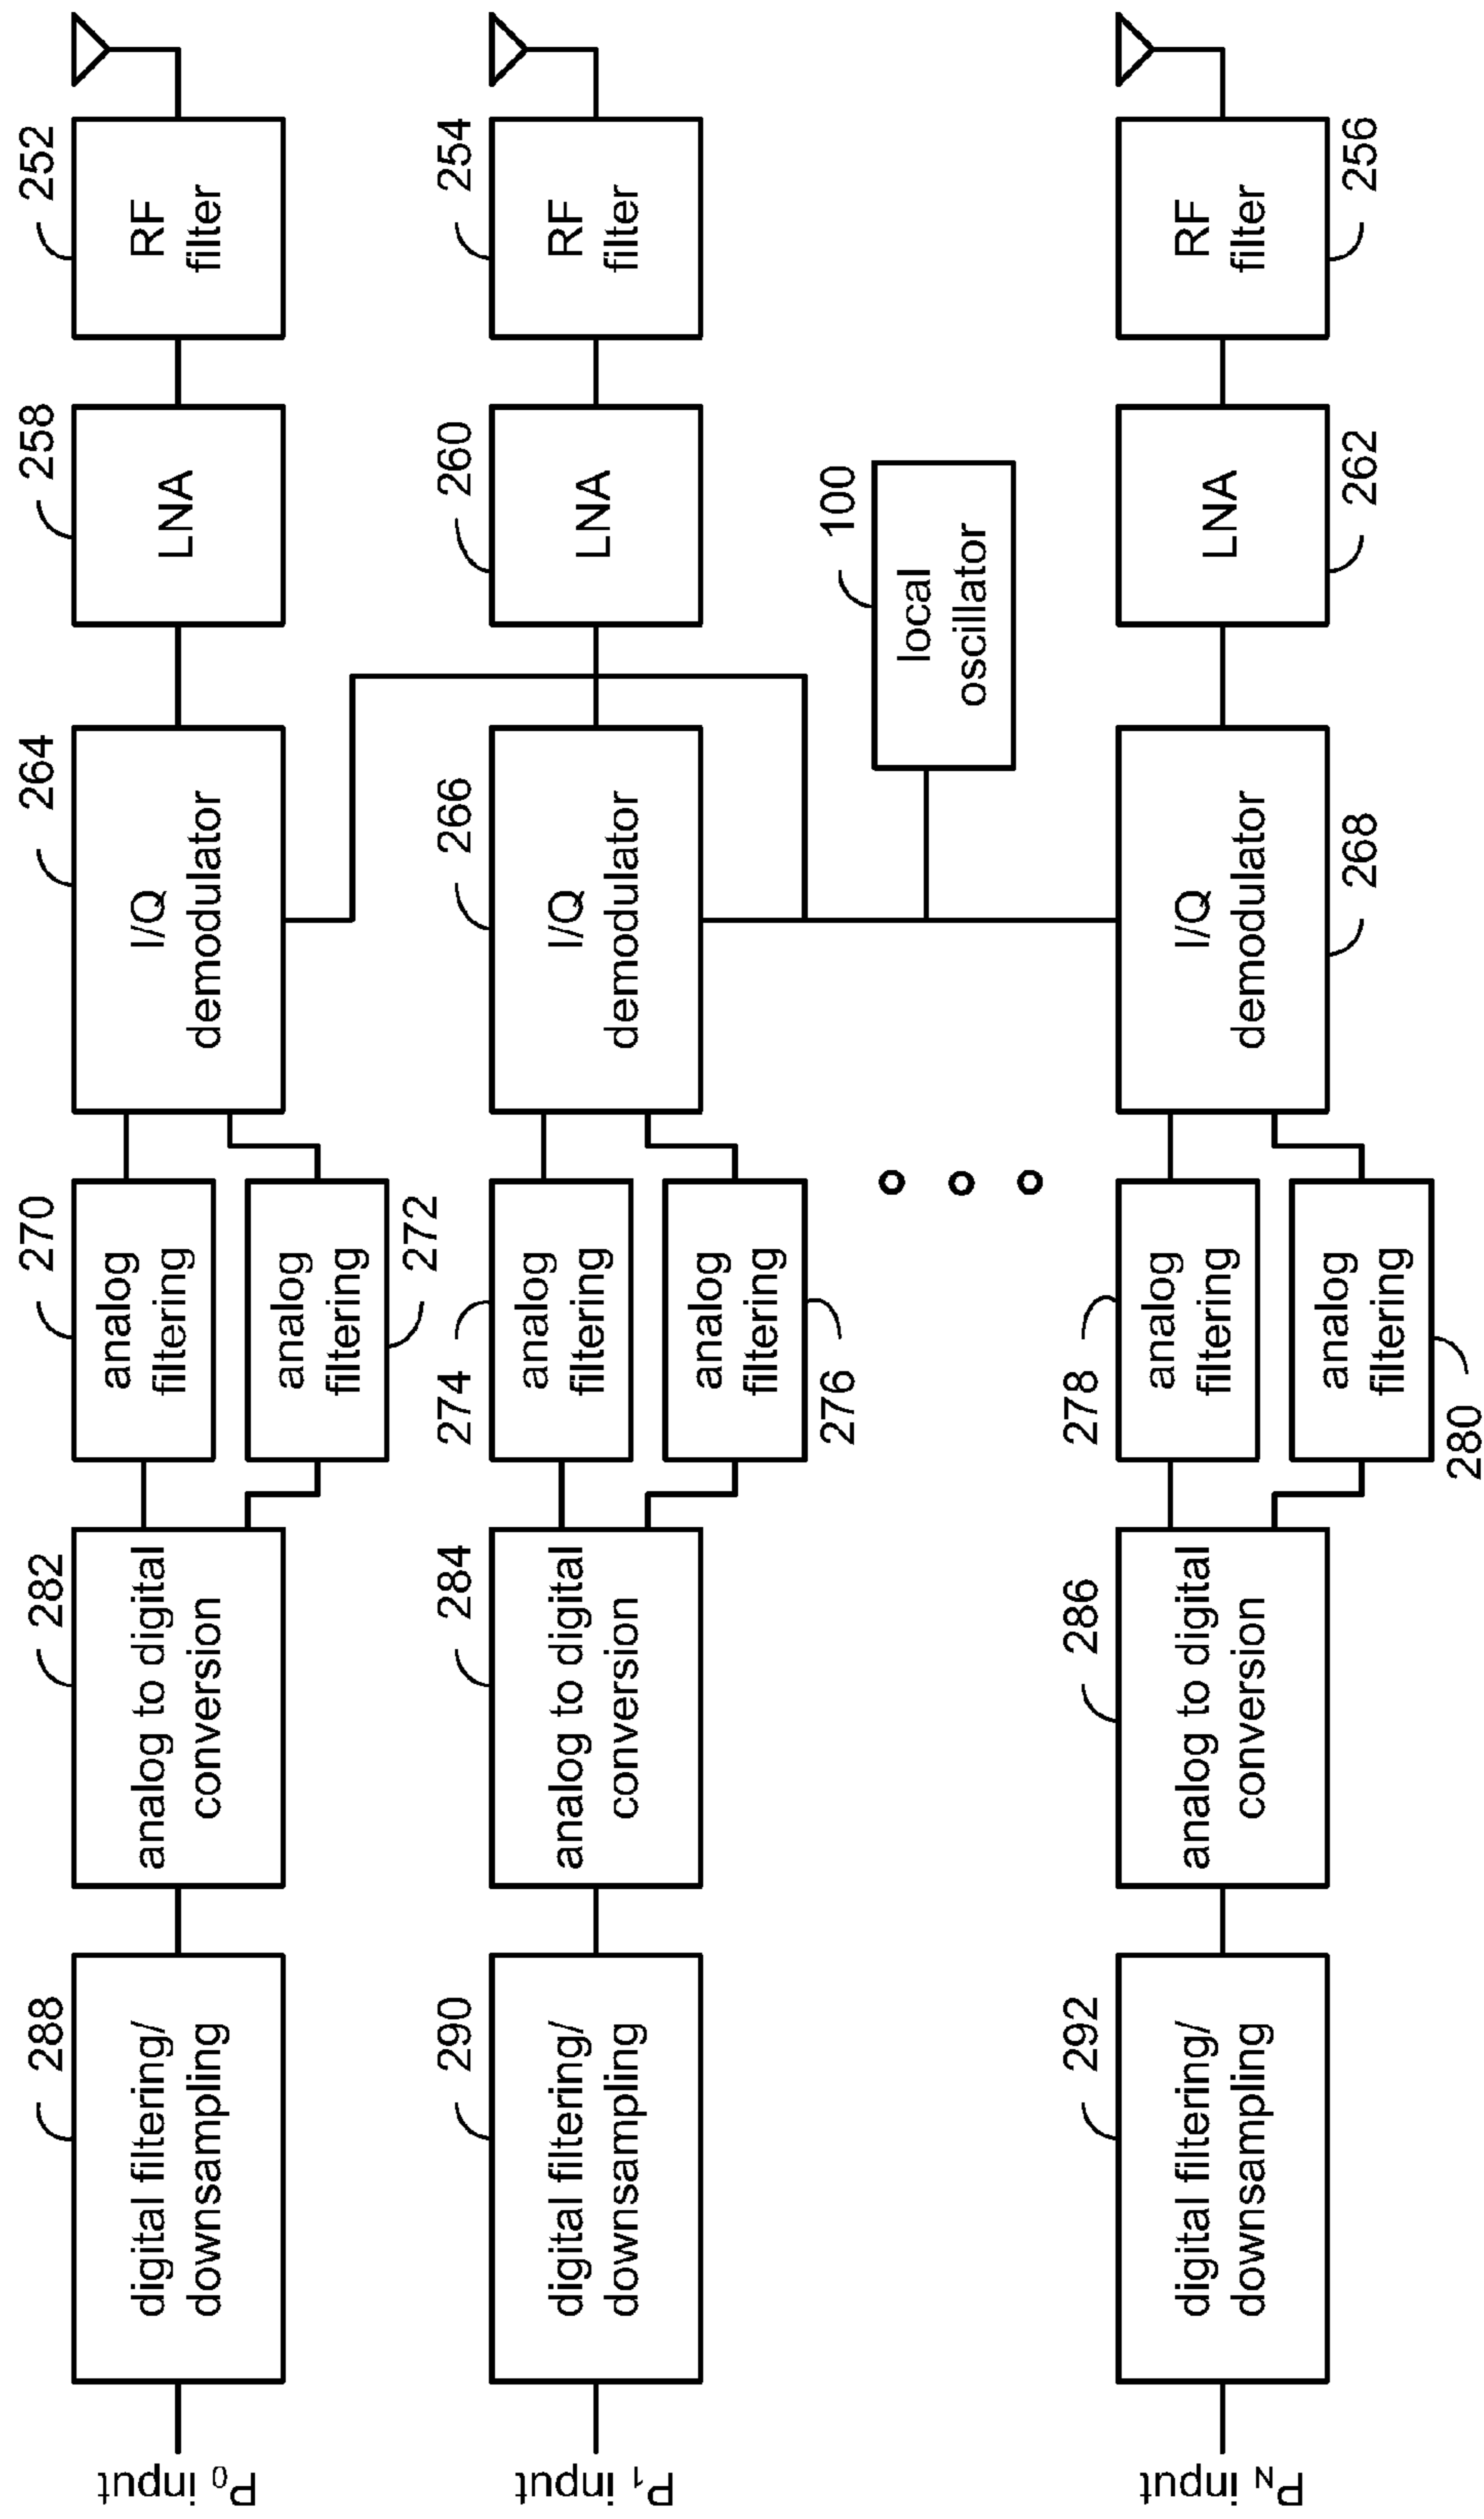 P₀ input
288
digital filtering/
downsampling
282
analog to digital
conversion
270
analog
filtering
272
analog
filtering
264
I/Q
demodulator
258
LNA
252
RF
filter
P₁ input
290
digital filtering/
downsampling
284
analog to digital
conversion
274
analog
filtering
276
analog
filtering
266
I/Q
demodulator
260
LNA
254
RF
filter
100
local
oscillator
P_N input
292
digital filtering/
downsampling
286
analog to digital
conversion
278
analog
filtering
280
analog
filtering
268
I/Q
demodulator
262
LNA
256
RF
filter